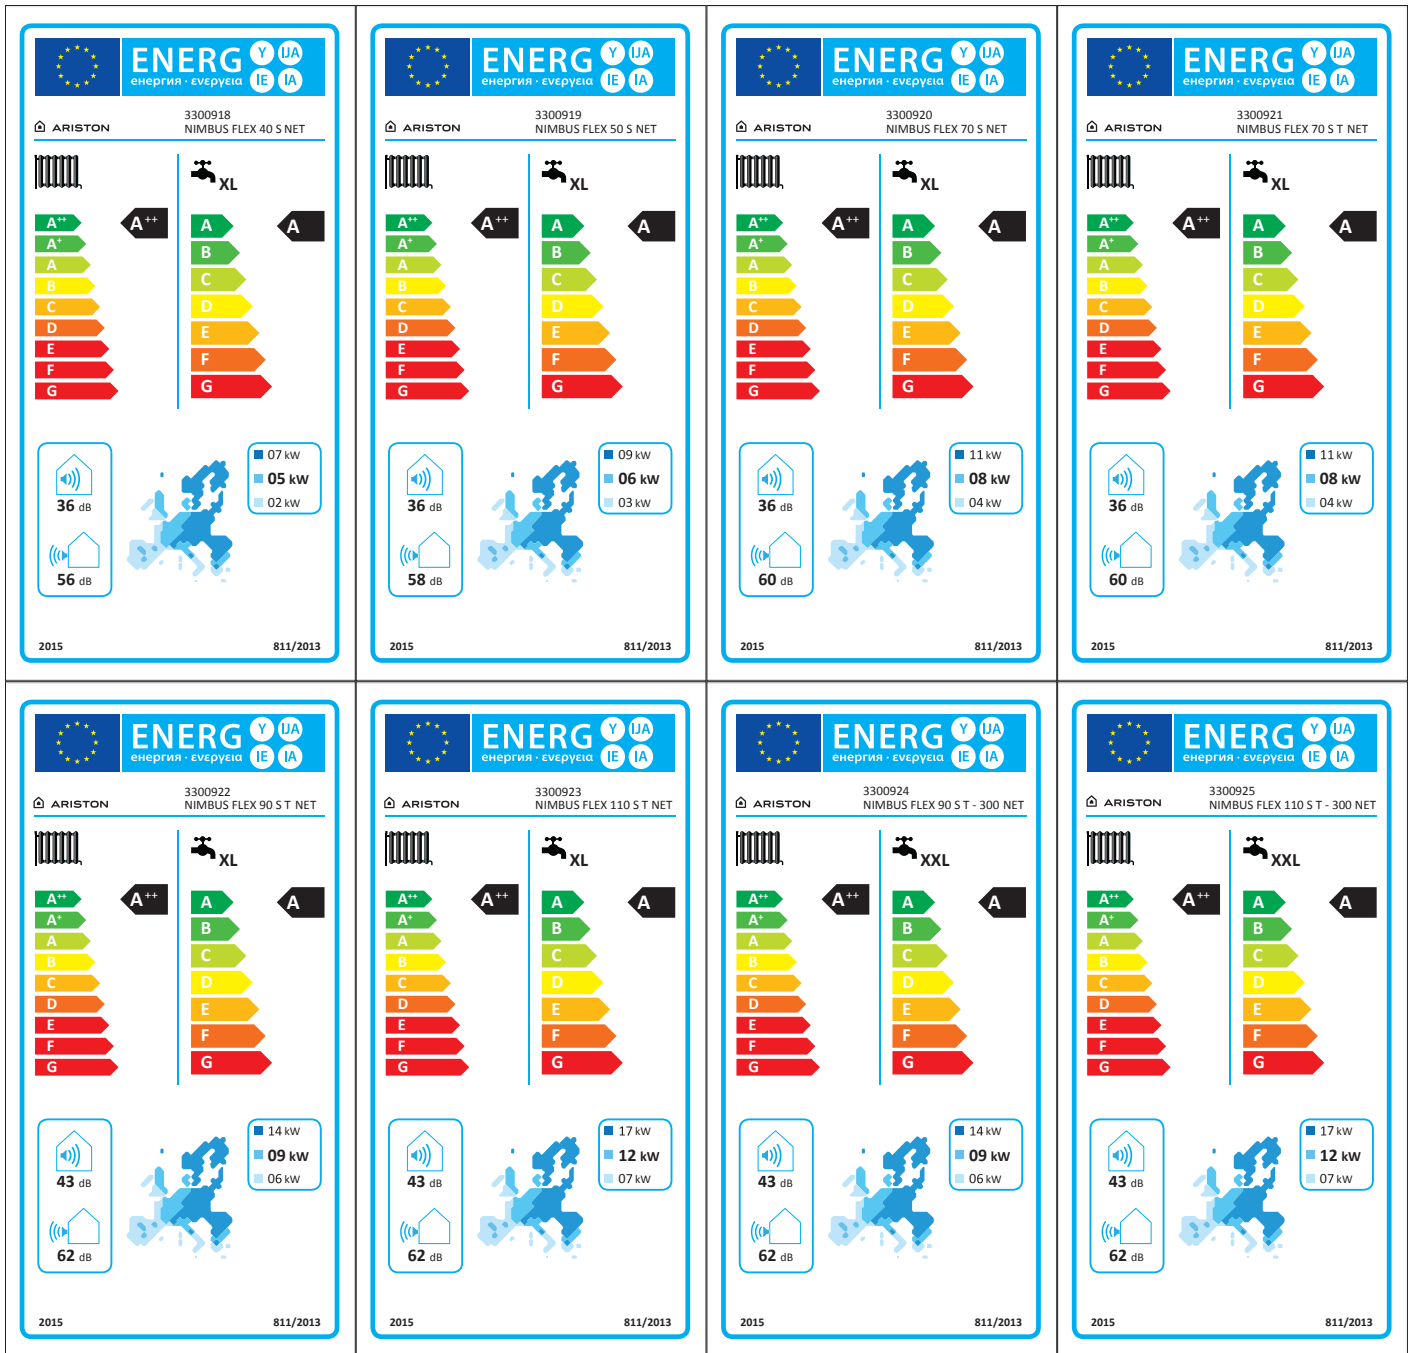 ENERG Y IJA
енергия · ενεργεια IE IA
3300918
ARISTON NIMBUS FLEX 40 S NET
XL
A++ A++ A A
A+ B
A C
B D
C E
D F
E G
F
G
07 kW
05 kW
02 kW
36 dB
56 dB
2015 811/2013
ENERG Y IJA
енергия · ενεργεια IE IA
3300919
ARISTON NIMBUS FLEX 50 S NET
XL
A++ A++ A A
A+ B
A C
B D
C E
D F
E G
F
G
09 kW
06 kW
03 kW
36 dB
58 dB
2015 811/2013
ENERG Y IJA
енергия · ενεργεια IE IA
3300920
ARISTON NIMBUS FLEX 70 S NET
XL
A++ A++ A A
A+ B
A C
B D
C E
D F
E G
F
G
11 kW
08 kW
04 kW
36 dB
60 dB
2015 811/2013
ENERG Y IJA
енергия · ενεργεια IE IA
3300921
ARISTON NIMBUS FLEX 70 S T NET
XL
A++ A++ A A
A+ B
A C
B D
C E
D F
E G
F
G
11 kW
08 kW
04 kW
36 dB
60 dB
2015 811/2013
ENERG Y IJA
енергия · ενεργεια IE IA
3300922
ARISTON NIMBUS FLEX 90 S T NET
XL
A++ A++ A A
A+ B
A C
B D
C E
D F
E G
F
G
14 kW
09 kW
06 kW
43 dB
62 dB
2015 811/2013
ENERG Y IJA
енергия · ενεργεια IE IA
3300923
ARISTON NIMBUS FLEX 110 S T NET
XL
A++ A++ A A
A+ B
A C
B D
C E
D F
E G
F
G
17 kW
12 kW
07 kW
43 dB
62 dB
2015 811/2013
ENERG Y IJA
енергия · ενεργεια IE IA
3300924
ARISTON NIMBUS FLEX 90 S T - 300 NET
XXL
A++ A++ A A
A+ B
A C
B D
C E
D F
E G
F
G
14 kW
09 kW
06 kW
43 dB
62 dB
2015 811/2013
ENERG Y IJA
енергия · ενεργεια IE IA
3300925
ARISTON NIMBUS FLEX 110 S T - 300 NET
XXL
A++ A++ A A
A+ B
A C
B D
C E
D F
E G
F
G
17 kW
12 kW
07 kW
43 dB
62 dB
2015 811/2013